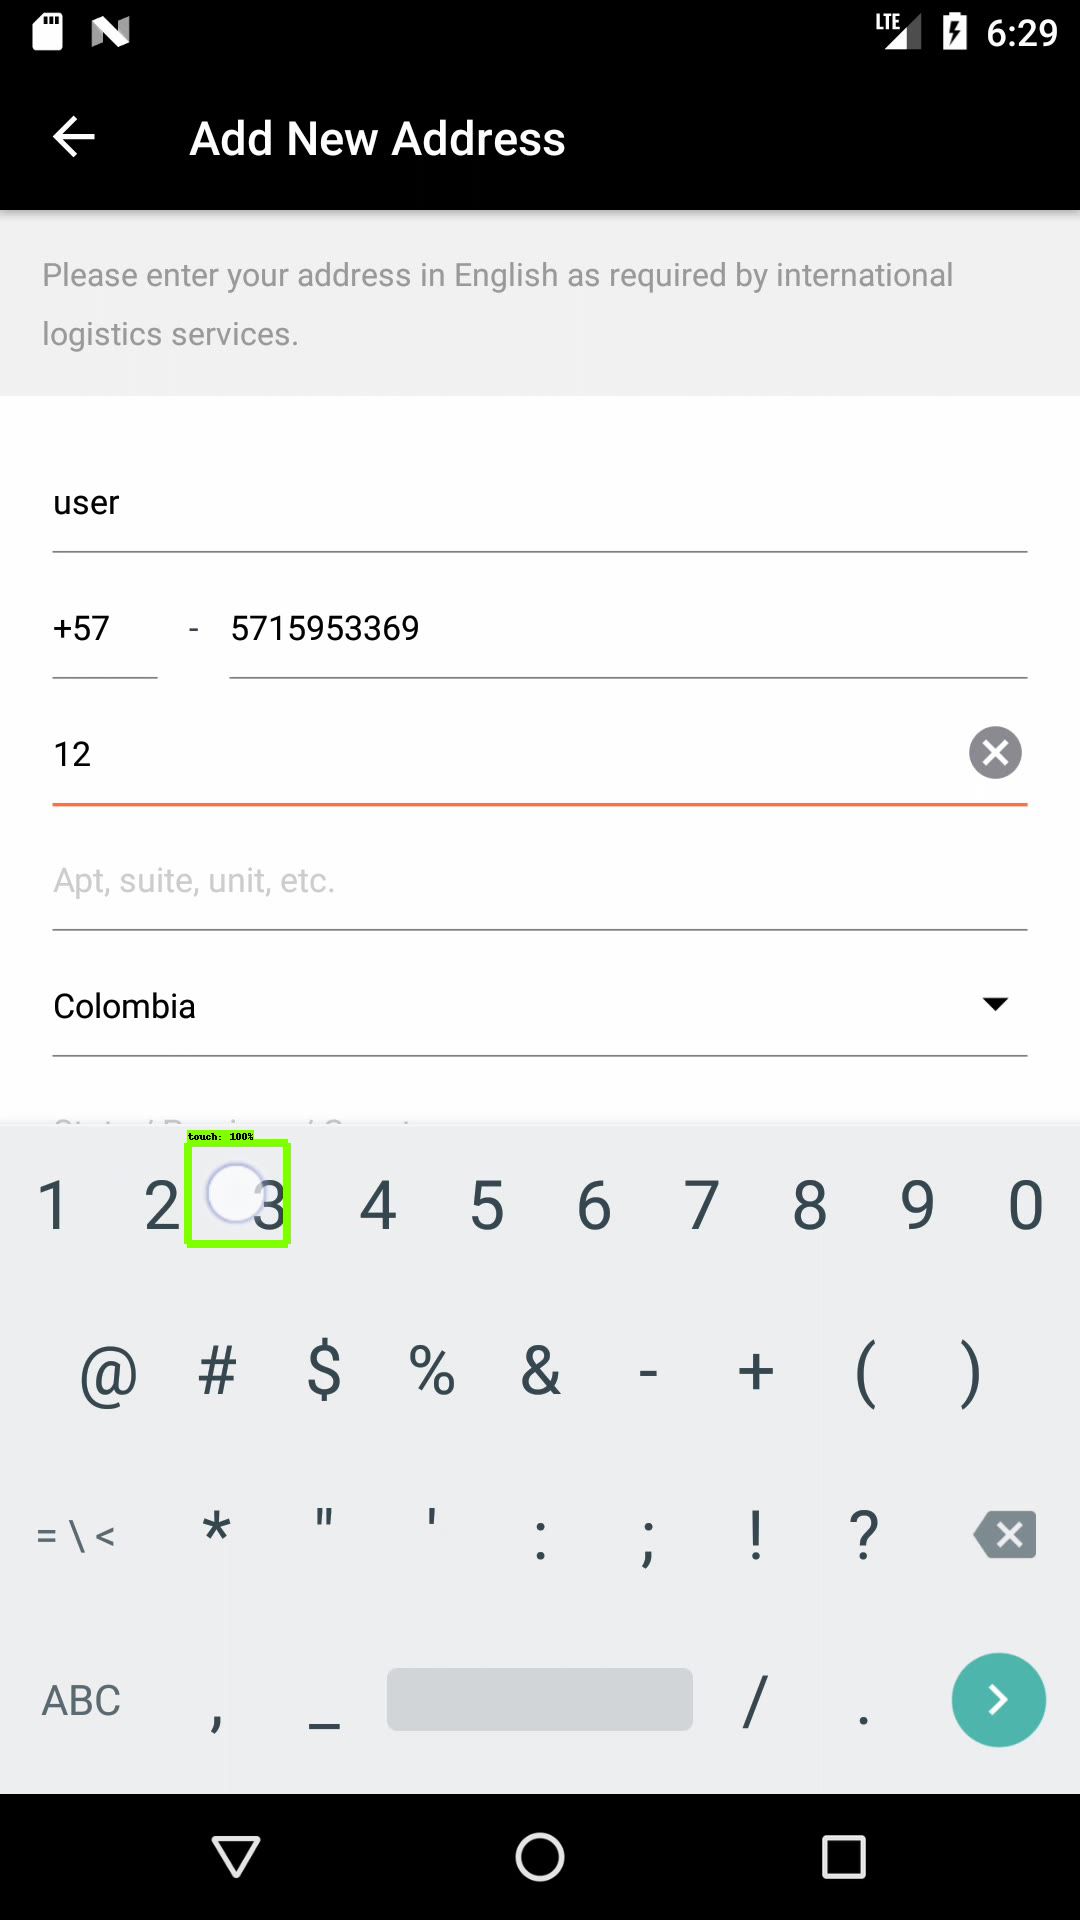 LTE 6:29
Add New Address
Please enter your address in English as required by international
logistics services.
user
+57 - 5715953369
12
Apt, suite, unit, etc.
Colombia
touch: 100%
1 2 3 4 5 6 7 8 9 0
@ # $ % & - + ( )
= \ < * " ' : ; ! ?
ABC , _ / .